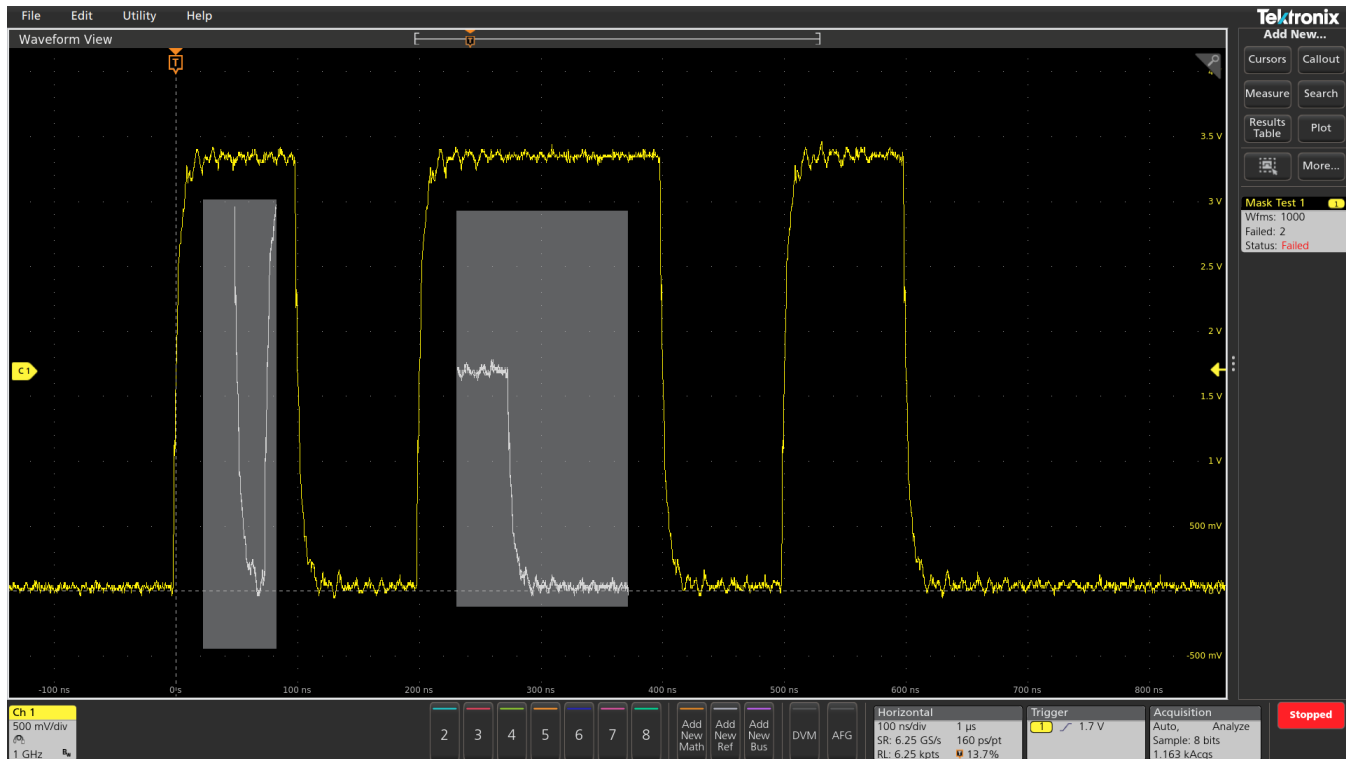 File Edit Utility Help
Tektronix
Waveform View
Add New...
T
T
Cursors Callout
4
Measure Search
3.5 V
Results Table Plot
More...
3 V
Mask Test 1 1
Wfms: 1000
Failed: 2
Status: Failed
2.5 V
2 V
C 1
1.5 V
1 V
500 mV
0 V
-500 mV
-100 ns 0 s 100 ns 200 ns 300 ns 400 ns 500 ns 600 ns 700 ns 800 ns
Ch 1
500 mV/div
1 GHz Bw
2 3 4 5 6 7 8
Add New Math
Add New Ref
Add New Bus
DVM AFG
Horizontal
100 ns/div 1 µs
SR: 6.25 GS/s 160 ps/pt
RL: 6.25 kpts 13.7%
Trigger
1 1.7 V
Acquisition
Auto, Analyze
Sample: 8 bits
1.163 kAcqs
Stopped